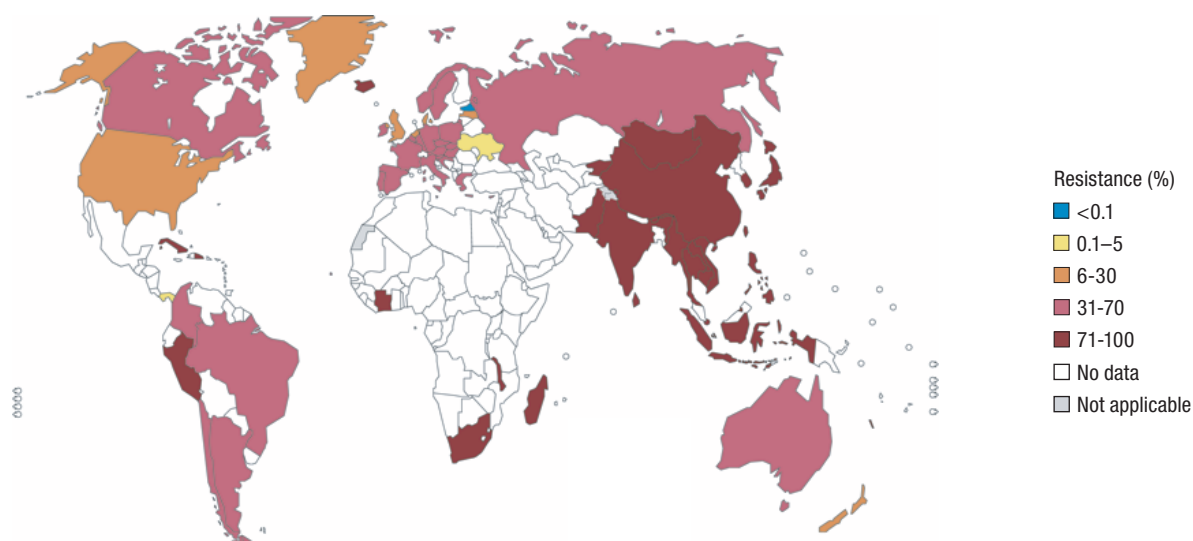 Resistance (%)
<0.1
0.1–5
6-30
31-70
71-100
No data
Not applicable